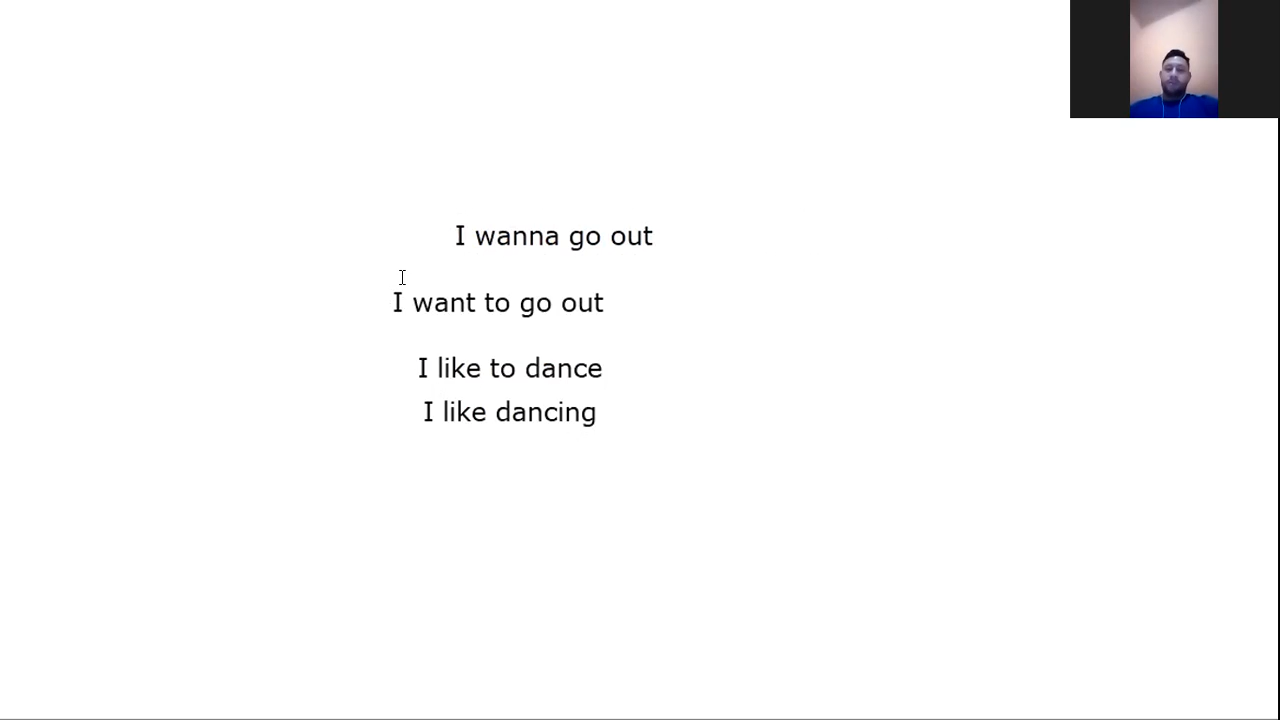 I wanna go out
I want to go out
I like to dance
I like dancing